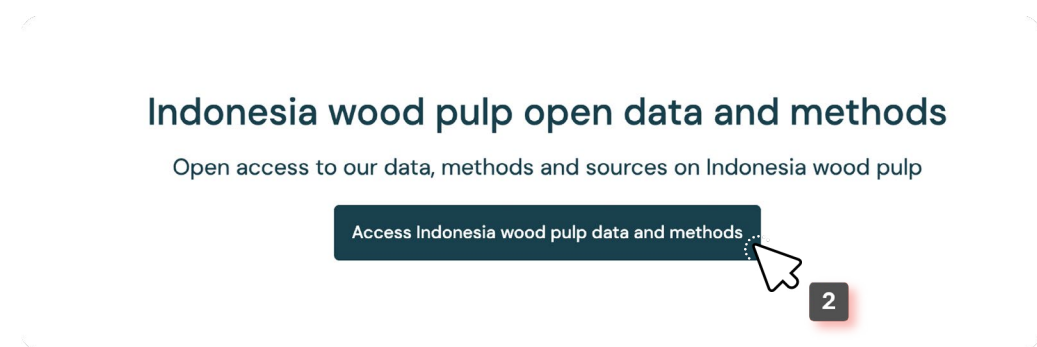 Indonesia wood pulp open data and methods
Open access to our data, methods and sources on Indonesia wood pulp
Access Indonesia wood pulp data and methods
2